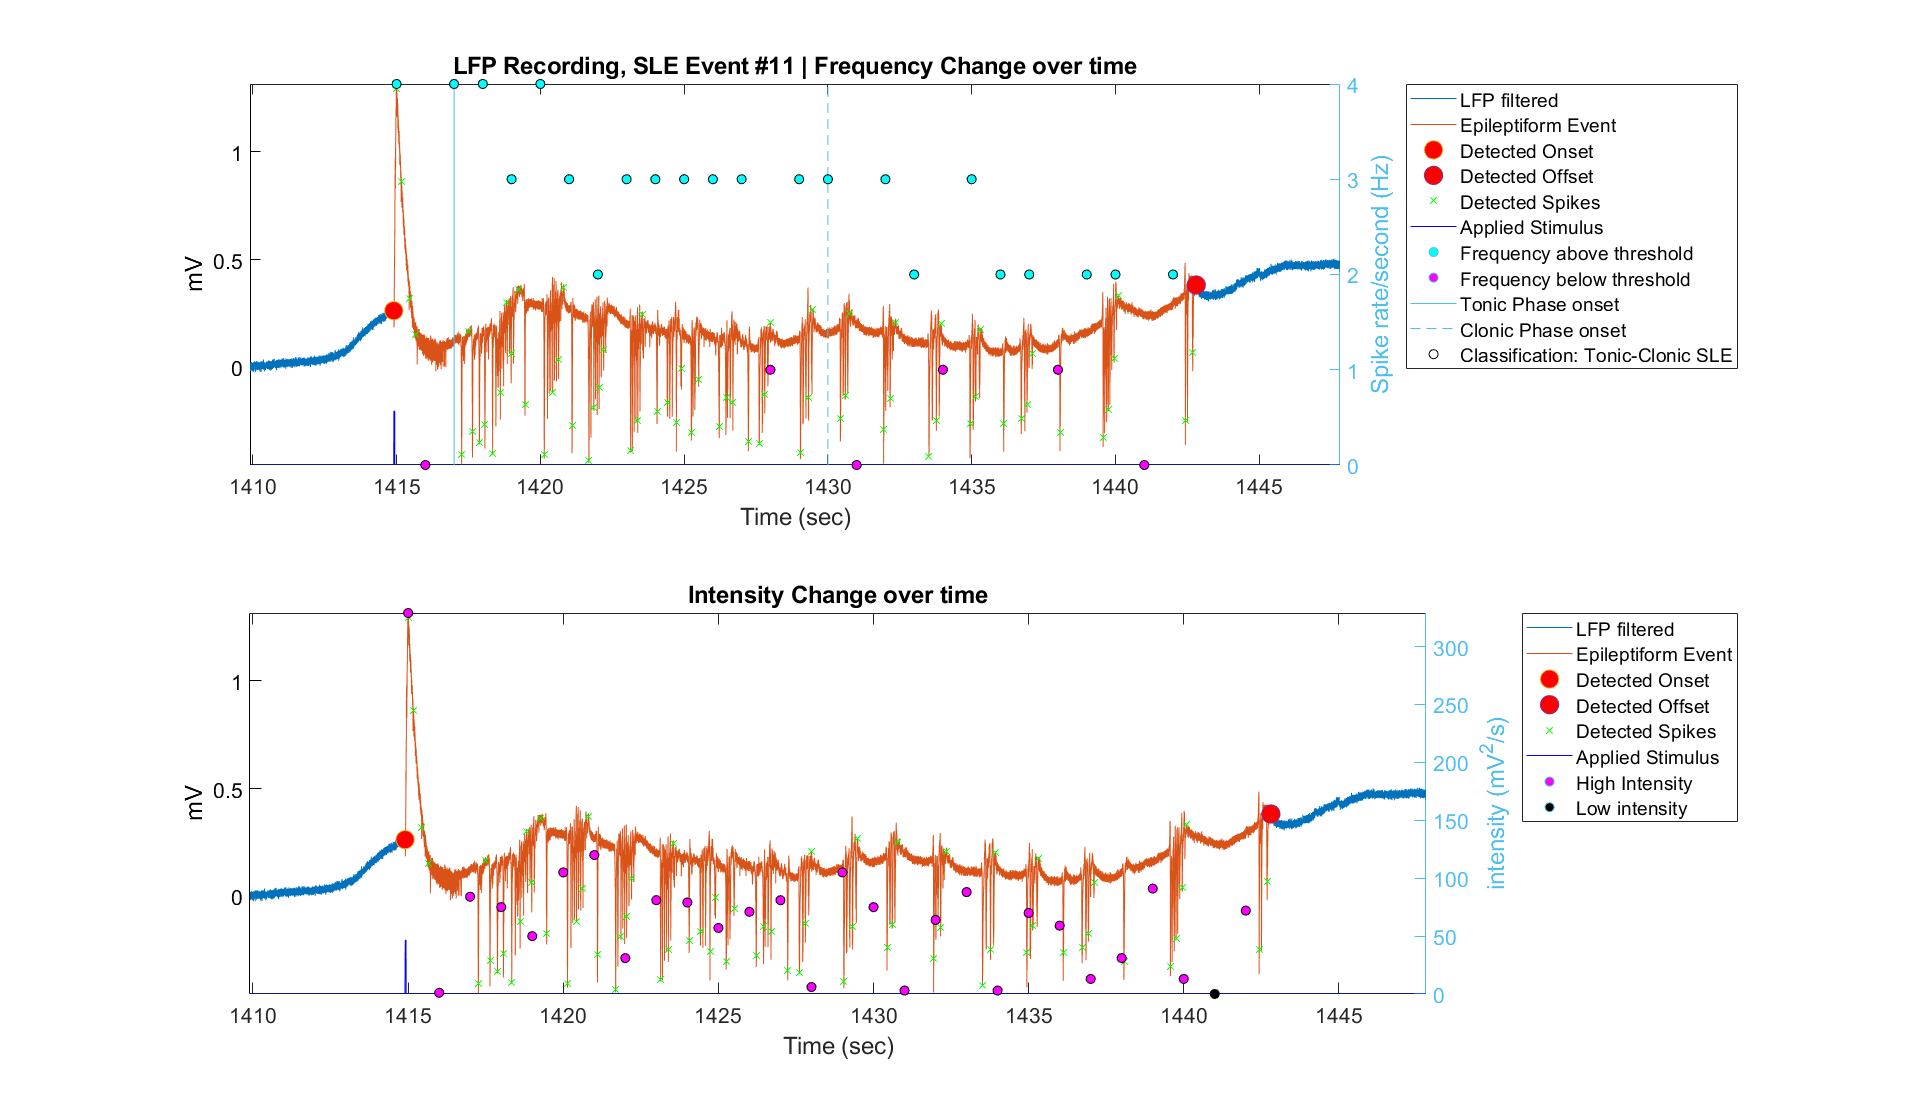 LFP Recording, SLE Event #11 | Frequency Change over time
mV
1
0.5
0
4
3
2
1
0
Spike rate/second (Hz)
1410 1415 1420 1425 1430 1435 1440 1445
Time (sec)
LFP filtered
Epileptiform Event
Detected Onset
Detected Offset
Detected Spikes
Applied Stimulus
Frequency above threshold
Frequency below threshold
Tonic Phase onset
Clonic Phase onset
Classification: Tonic-Clonic SLE
Intensity Change over time
mV
1
0.5
0
300
250
200
150
100
50
0
intensity (mV^2/s)
1410 1415 1420 1425 1430 1435 1440 1445
Time (sec)
LFP filtered
Epileptiform Event
Detected Onset
Detected Offset
Detected Spikes
Applied Stimulus
High Intensity
Low intensity